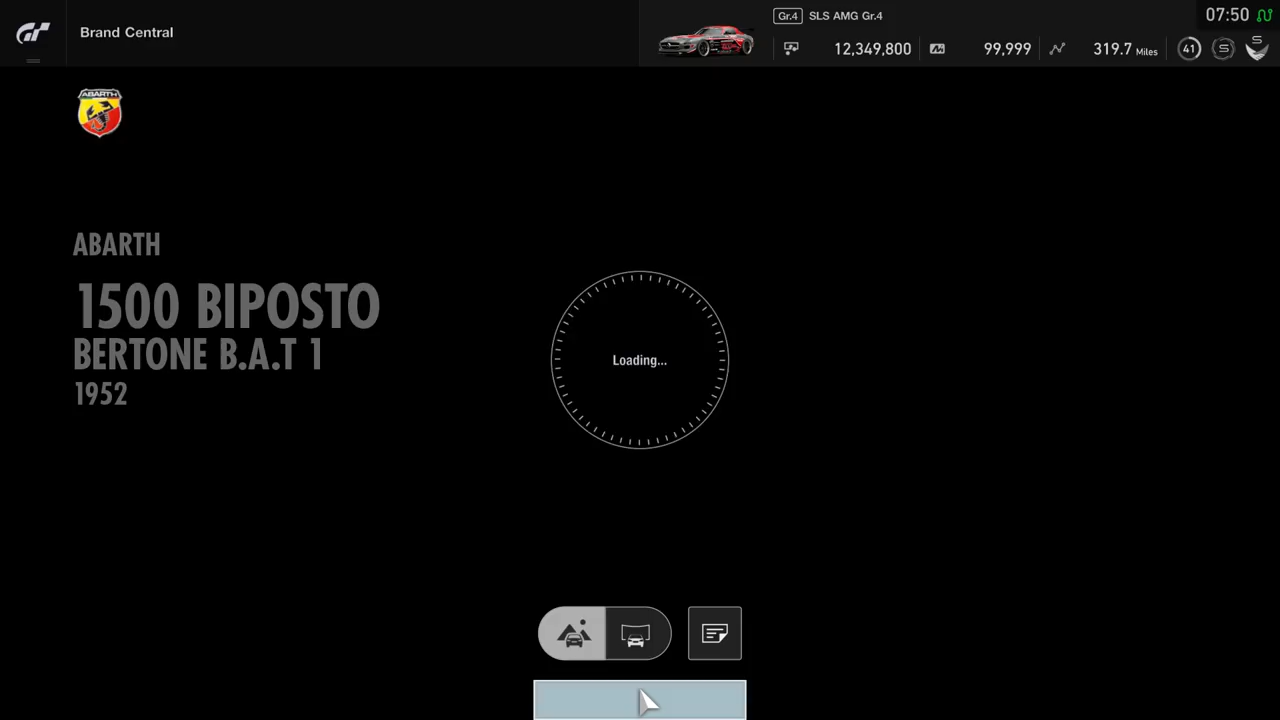 Brand Central
Gr.4 SLS AMG Gr.4
07:50
12,349,800
99,999
319.7 Miles
41
S
S
ABARTH
ABARTH
1500 BIPOSTO
BERTONE B.A.T 1
1952
Loading...